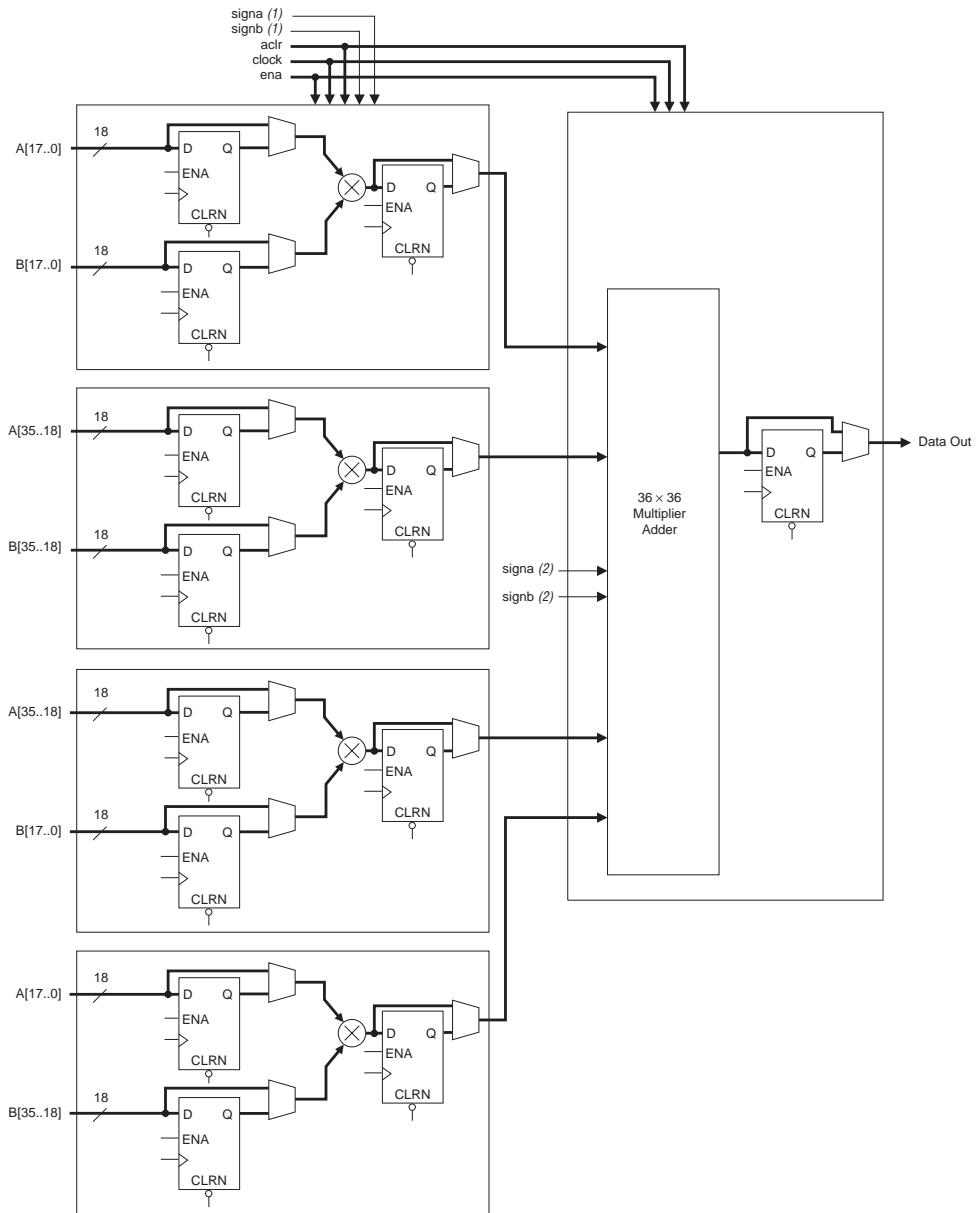 signa (1)
signb (1)
aclr
clock
ena
A[17..0]
18
D Q
ENA
CLRN
B[17..0]
18
D Q
ENA
CLRN
D Q
ENA
CLRN
A[35..18]
18
D Q
ENA
CLRN
B[35..18]
18
D Q
ENA
CLRN
D Q
ENA
CLRN
A[35..18]
18
D Q
ENA
CLRN
B[17..0]
18
D Q
ENA
CLRN
D Q
ENA
CLRN
A[17..0]
18
D Q
ENA
CLRN
B[35..18]
18
D Q
ENA
CLRN
D Q
ENA
CLRN
36 × 36
Multiplier
Adder
signa (2)
signb (2)
D Q
ENA
CLRN
Data Out